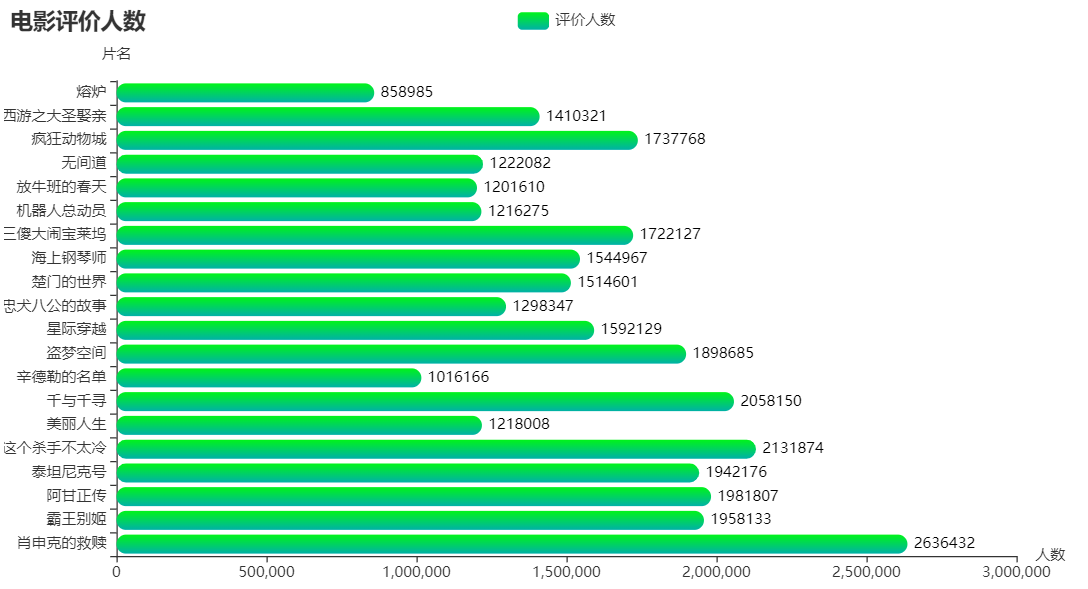 电影评价人数
评价人数
片名
熔炉 858985
西游之大圣娶亲 1410321
疯狂动物城 1737768
无间道 1222082
放牛班的春天 1201610
机器人总动员 1216275
三傻大闹宝莱坞 1722127
海上钢琴师 1544967
楚门的世界 1514601
忠犬八公的故事 1298347
星际穿越 1592129
盗梦空间 1898685
辛德勒的名单 1016166
千与千寻 2058150
美丽人生 1218008
这个杀手不太冷 2131874
泰坦尼克号 1942176
阿甘正传 1981807
霸王别姬 1958133
肖申克的救赎 2636432
人数
0 500,000 1,000,000 1,500,000 2,000,000 2,500,000 3,000,000